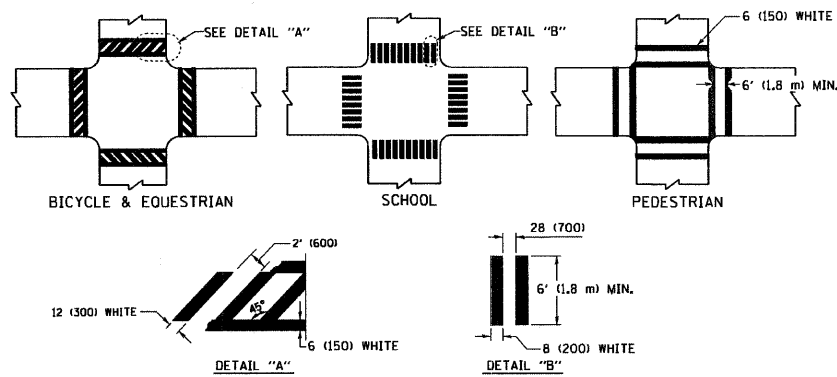 SEE DETAIL "A"
SEE DETAIL "B"
6 (150) WHITE
6' (1.8 m) MIN.
BICYCLE & EQUESTRIAN
SCHOOL
PEDESTRIAN
2' (600)
12 (300) WHITE
45°
6 (150) WHITE
DETAIL "A"
28 (700)
6' (1.8 m) MIN.
8 (200) WHITE
DETAIL "B"